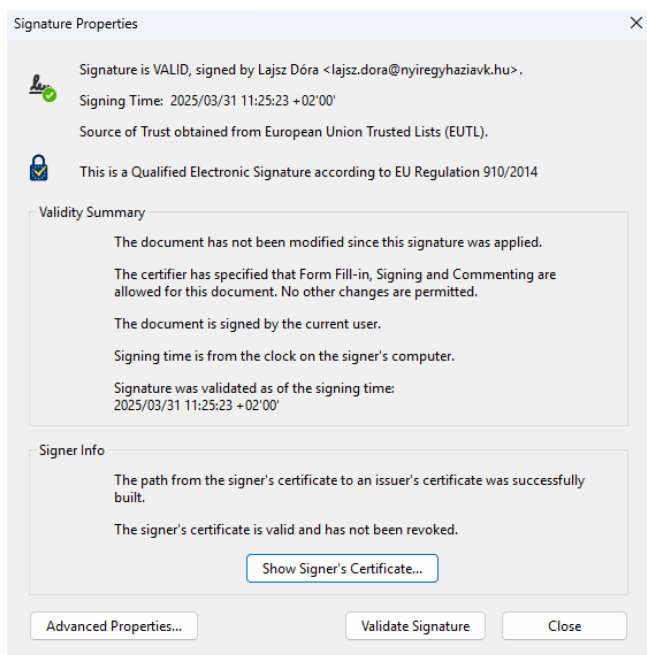 Signature Properties
Signature is VALID, signed by Lajsz Dóra <lajsz.dora@nyiregyhaziavk.hu>.
Signing Time: 2025/03/31 11:25:23 +02'00'
Source of Trust obtained from European Union Trusted Lists (EUTL).
This is a Qualified Electronic Signature according to EU Regulation 910/2014
Validity Summary
The document has not been modified since this signature was applied.
The certifier has specified that Form Fill-in, Signing and Commenting are
allowed for this document. No other changes are permitted.
The document is signed by the current user.
Signing time is from the clock on the signer's computer.
Signature was validated as of the signing time:
2025/03/31 11:25:23 +02'00'
Signer Info
The path from the signer's certificate to an issuer's certificate was successfully
built.
The signer's certificate is valid and has not been revoked.
Show Signer's Certificate...
Advanced Properties...
Validate Signature
Close